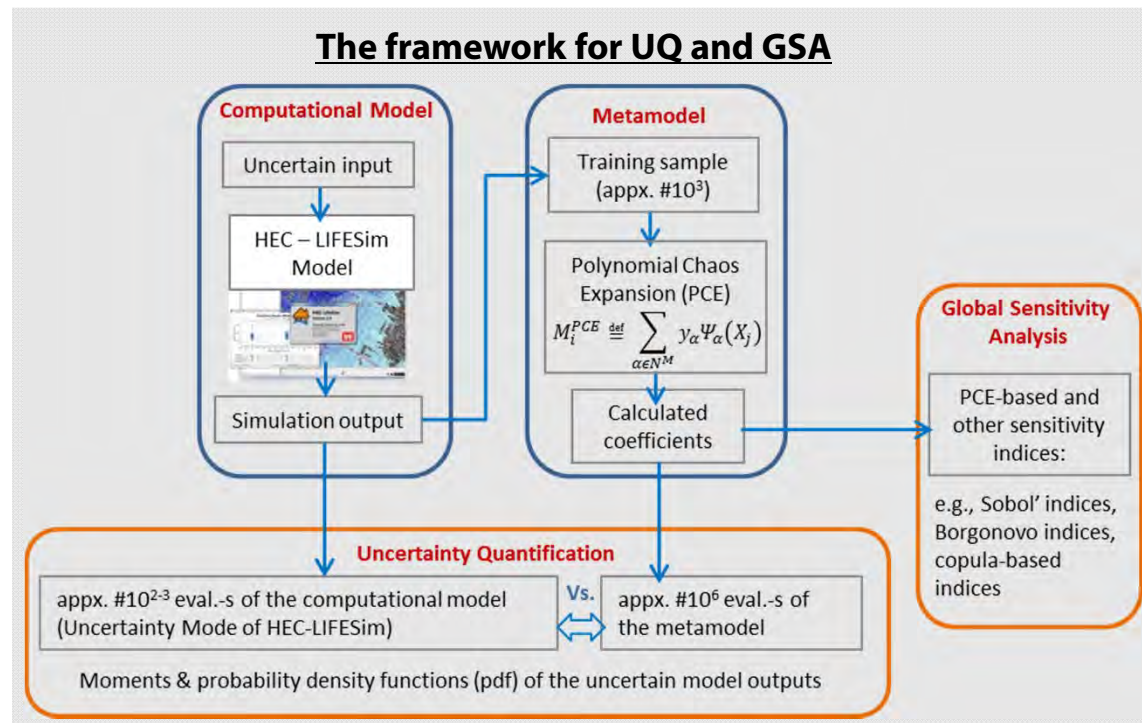 The framework for UQ and GSA
Computational Model
Uncertain input
HEC – LIFESim
Model
Simulation output
Metamodel
Training sample
(appx. #10³)
Polynomial Chaos
Expansion (PCE)
M_i^{PCE} ≝ ∑_{αϵN^M} y_αΨ_α(X_j)
Calculated
coefficients
Global Sensitivity
Analysis
PCE-based and
other sensitivity
indices:
e.g., Sobol’ indices,
Borgonovo indices,
copula-based
indices
Uncertainty Quantification
appx. #10²⁻³ eval.-s of the computational model
(Uncertainty Mode of HEC-LIFESim)
Vs.
appx. #10⁶ eval.-s of
the metamodel
Moments & probability density functions (pdf) of the uncertain model outputs